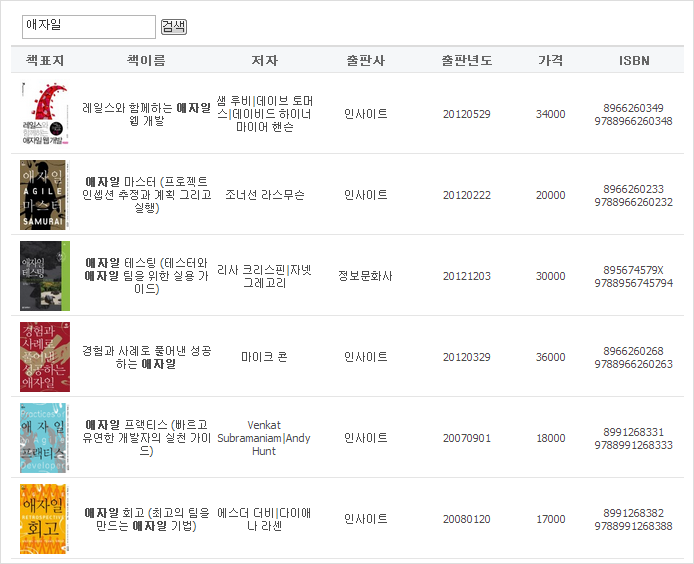 애자일
검색
책표지 책이름 저자 출판사 출판년도 가격 ISBN
레일스와 함께하는
애자일 웹 개발
레일스와 함께하는 애자일
웹 개발
샘 루비|데이브 토머
스|데이비드 하이너
마이어 핸슨
인사이트
20120529
34000
8966260349
9788966260348
애자일
AGILE
마스터
SAMURAI
애자일 마스터 (프로젝트
인셉션 추정과 계획 그리고
실행)
조너선 라스무슨
인사이트
20120222
20000
8966260233
9788966260232
애자일
테스팅
애자일 테스팅 (테스터와
애자일 팀을 위한 실용 가
이드)
리사 크리스핀|자넷
그레고리
정보문화사
20121203
30000
895674579X
9788956745794
경험과
사례로
풀어낸
성공하는
애자일
경험과 사례로 풀어낸 성공
하는 애자일
마이크 콘
인사이트
20120329
36000
8966260268
9788966260263
Practices
애자일
프랙티스
Developer
애자일 프랙티스 (빠르고
유연한 개발자의 실천 가이
드)
Venkat
Subramaniam|Andy
Hunt
인사이트
20070901
18000
8991268331
9788991268333
애자일
RETROSPECTIVE
회고
애자일 회고 (최고의 팀을
만드는 애자일 기법)
에스더 더비|다이애
나 라센
인사이트
20080120
17000
8991268382
9788991268388